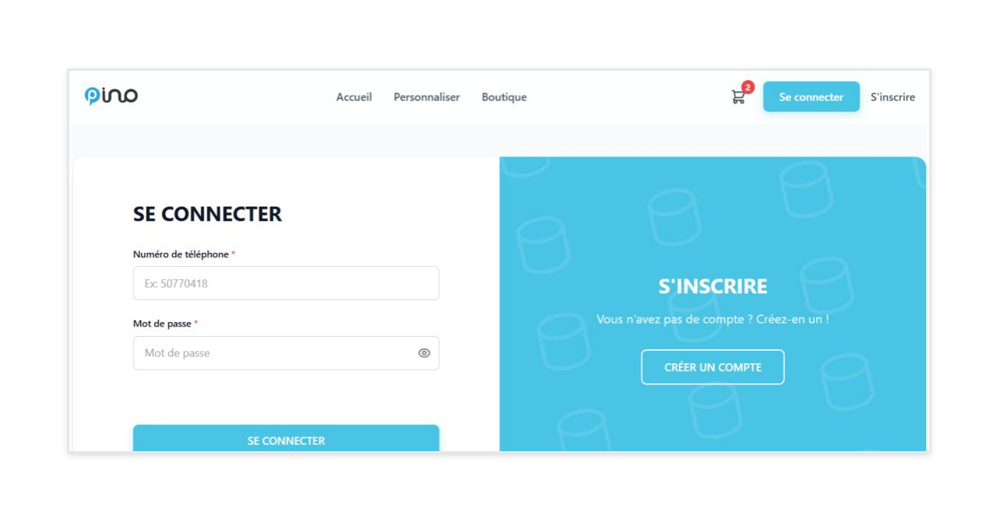 pino
Accueil Personnaliser Boutique
2
Se connecter S'inscrire
SE CONNECTER
Numéro de téléphone *
Ex: 50770418
Mot de passe *
Mot de passe
SE CONNECTER
S'INSCRIRE
Vous n'avez pas de compte ? Créez-en un !
CRÉER UN COMPTE